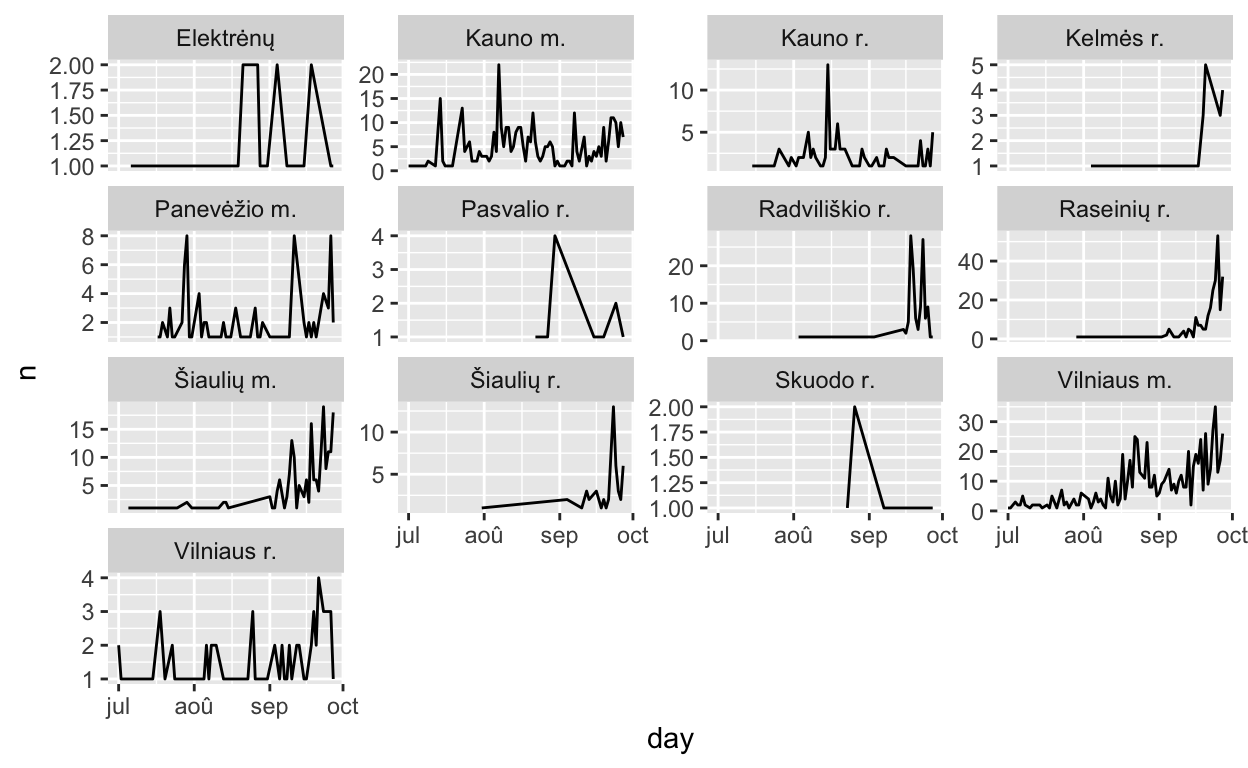 Elektrėnų
Kauno m.
Kauno r.
Kelmės r.
2.00
1.75
1.50
1.25
1.00
20
15
10
5
0
10
5
5
4
3
2
1
Panevėžio m.
Pasvalio r.
Radviliškio r.
Raseinių r.
8
6
4
2
4
3
2
1
20
10
0
40
20
0
Šiaulių m.
Šiaulių r.
Skuodo r.
Vilniaus m.
15
10
5
10
5
2.00
1.75
1.50
1.25
1.00
30
20
10
0
jul aoû sep oct
jul aoû sep oct
jul aoû sep oct
Vilniaus r.
4
3
2
1
jul aoû sep oct
n
day